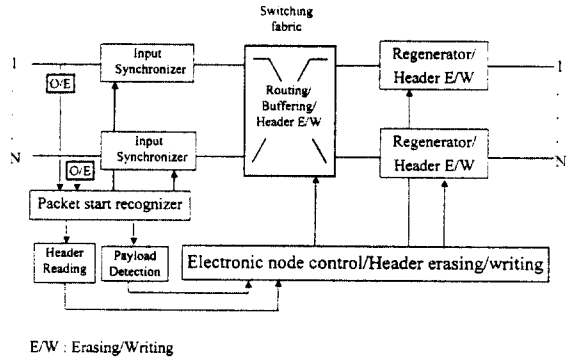 Switching
fabric
1
O/E
Input
Synchronizer
Routing/
Buffering/
Header E/W
Regenerator/
Header E/W
1
N
O/E
Input
Synchronizer
Regenerator/
Header E/W
N
Packet start recognizer
Header
Reading
Payload
Detection
Electronic node control/Header erasing/writing
E/W : Erasing/Writing